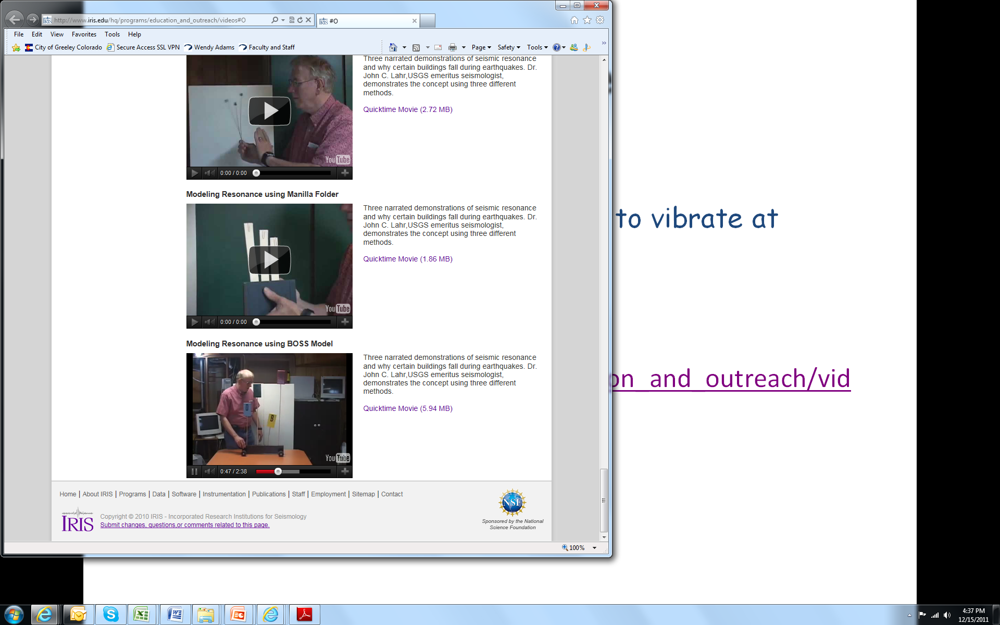 http://www.iris.edu/hq/programs/education_and_outreach/videos#O
IRIS #O
File Edit View Favorites Tools Help
City of Greeley Colorado Secure Access SSL VPN Wendy Adams Faculty and Staff
Page Safety Tools
Three narrated demonstrations of seismic resonance
and why certain buildings fall during earthquakes. Dr.
John C. Lahr,USGS emeritus seismologist,
demonstrates the concept using three different
methods.
Quicktime Movie (2.72 MB)
YouTube
0:00 / 0:00
Modeling Resonance using Manilla Folder
Three narrated demonstrations of seismic resonance
and why certain buildings fall during earthquakes. Dr.
John C. Lahr,USGS emeritus seismologist,
demonstrates the concept using three different
methods.
Quicktime Movie (1.86 MB)
YouTube
0:00 / 0:00
Modeling Resonance using BOSS Model
Three narrated demonstrations of seismic resonance
and why certain buildings fall during earthquakes. Dr.
John C. Lahr,USGS emeritus seismologist,
demonstrates the concept using three different
methods.
Quicktime Movie (5.94 MB)
B
YouTube
0:47 / 2:38
Home | About IRIS | Programs | Data | Software | Instrumentation | Publications | Staff | Employment | Sitemap | Contact
IRIS
Copyright © 2010 IRIS - Incorporated Research Institutions for Seismology
Submit changes, questions,or comments related to this page.
NSF
Sponsored by the National
Science Foundation
100%
to vibrate at
on_and_outreach/vid
4:37 PM
12/15/2011